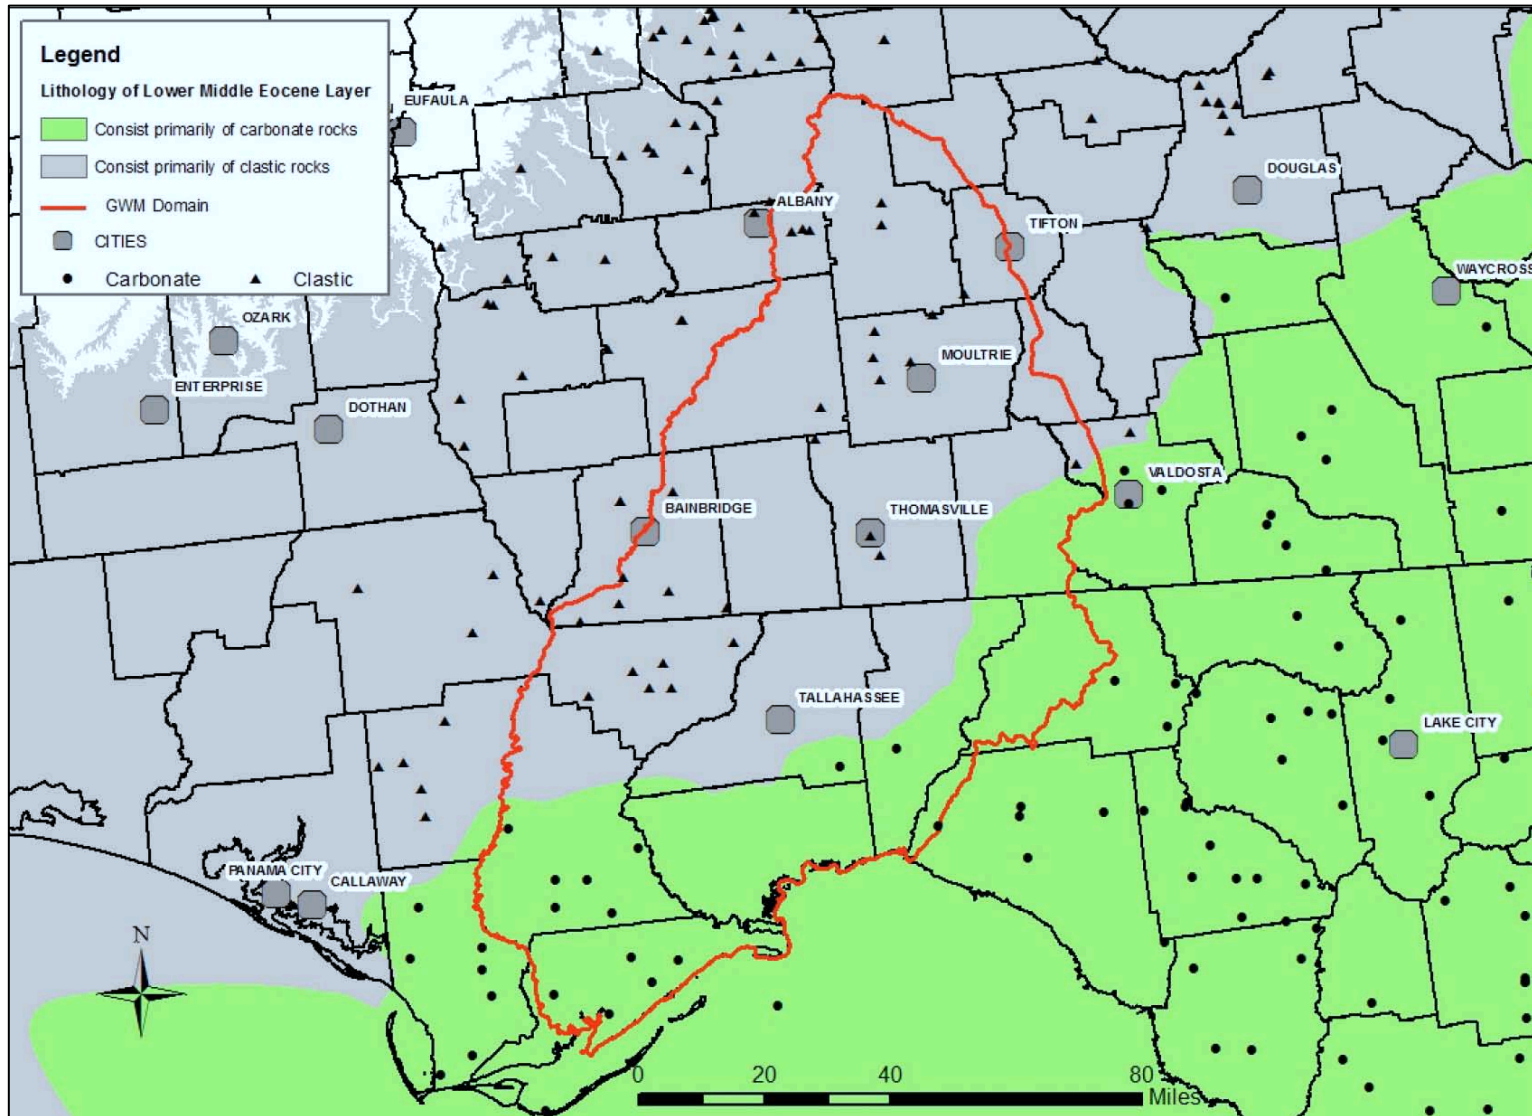 Legend
Lithology of Lower Middle Eocene Layer
Consist primarily of carbonate rocks
Consist primarily of clastic rocks
GWM Domain
CITIES
Carbonate Clastic
EUFAULA
DOUGLAS
ALBANY
TIFTON
WAYCROSS
OZARK
MOULTRIE
ENTERPRISE
DOTHAN
VALDOSTA
BAINBRIDGE
THOMASVILLE
TALLAHASSEE
LAKE CITY
PANAMA CITY
CALLAWAY
N
0 20 40 80
Miles